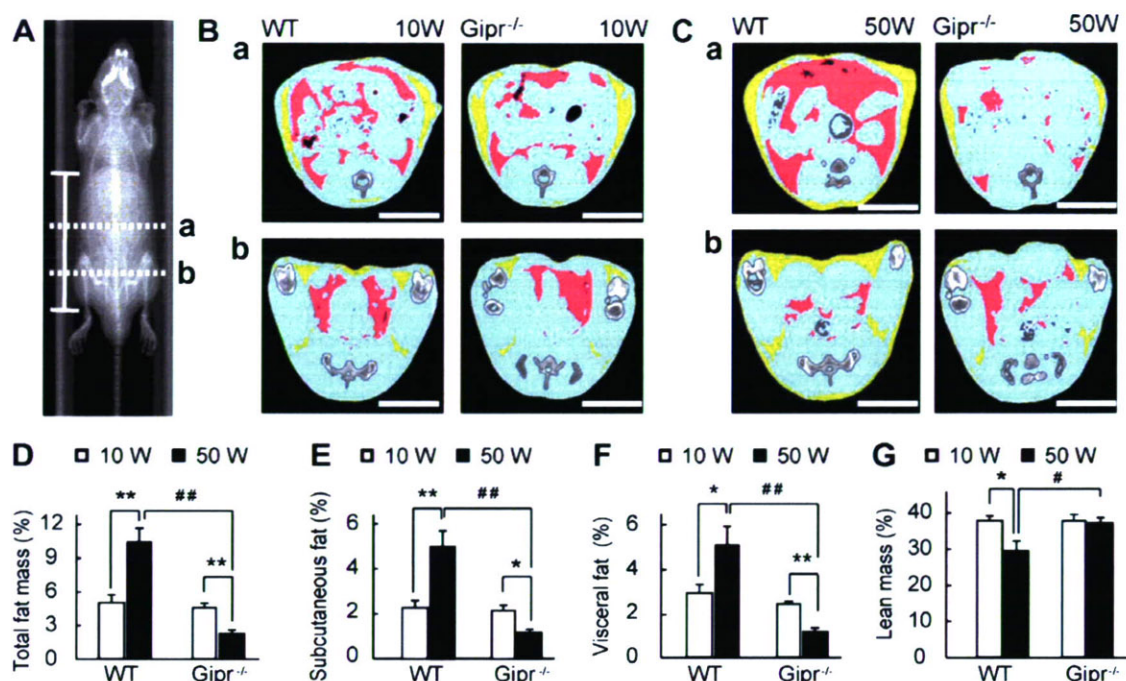 A
a
b
B WT 10W Gipr-/- 10W
a
b
C WT 50W Gipr-/- 50W
a
b
D 10 W 50 W
Total fat mass (%)
12
9
6
3
0
** ##
**
WT Gipr-/-
E 10 W 50 W
Subcutaneous fat (%)
6
4
2
0
** ##
*
WT Gipr-/-
F 10 W 50 W
Visceral fat (%)
6
4
2
0
* ##
**
WT Gipr-/-
G 10 W 50 W
Lean mass (%)
40
30
20
10
0
* #
WT Gipr-/-